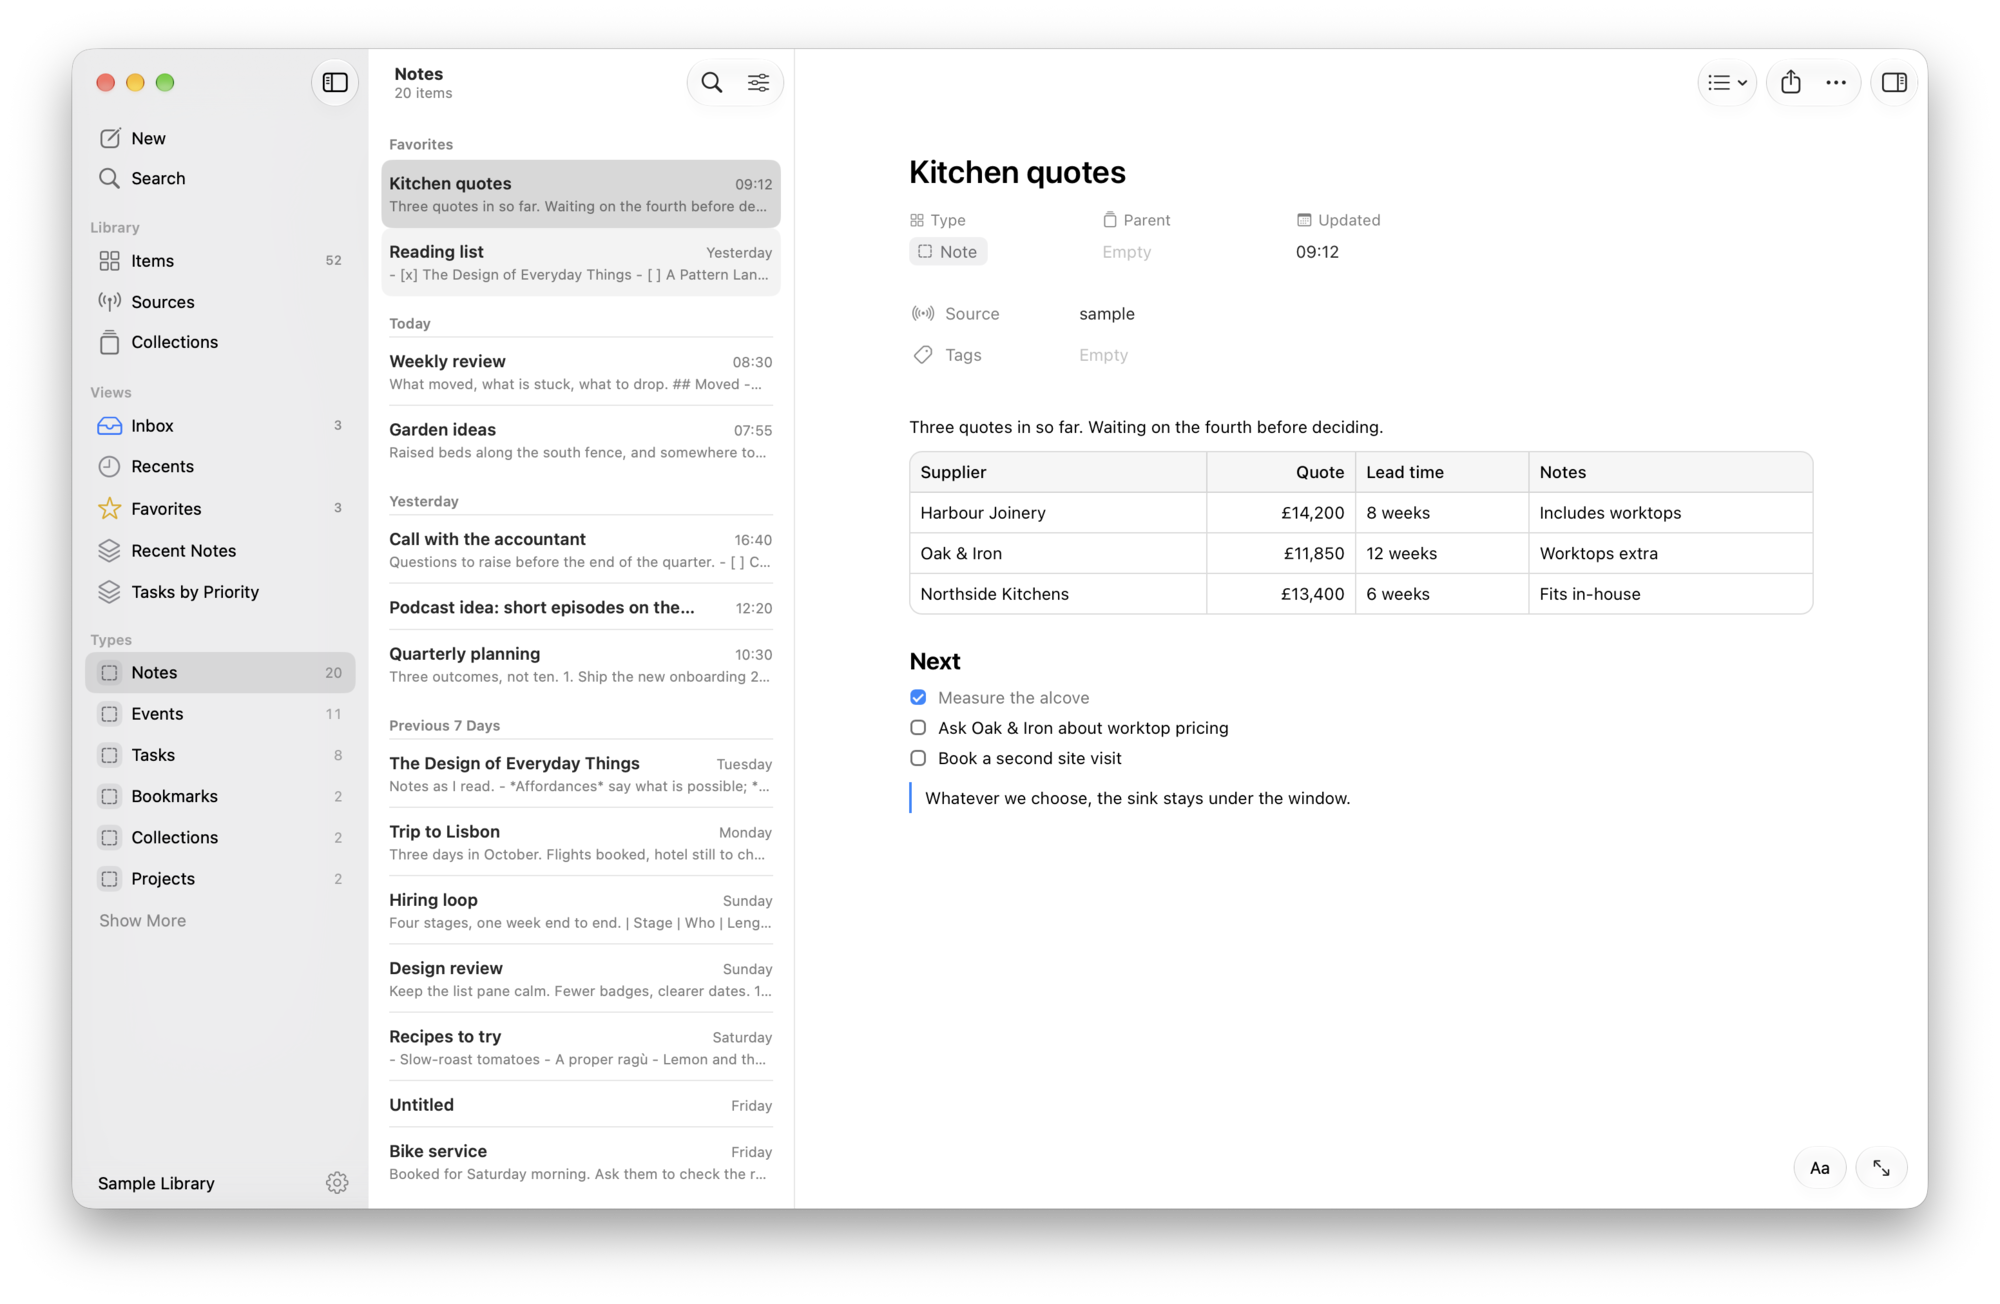 New
Search
Library
Items 52
Sources
Collections
Views
Inbox 3
Recents
Favorites 3
Recent Notes
Tasks by Priority
Types
Notes 20
Events 11
Tasks 8
Bookmarks 2
Collections 2
Projects 2
Show More
Sample Library
Notes
20 items
Favorites
Kitchen quotes 09:12
Three quotes in so far. Waiting on the fourth before de...
Reading list Yesterday
- [x] The Design of Everyday Things - [ ] A Pattern Lan...
Today
Weekly review 08:30
What moved, what is stuck, what to drop. ## Moved -...
Garden ideas 07:55
Raised beds along the south fence, and somewhere to...
Yesterday
Call with the accountant 16:40
Questions to raise before the end of the quarter. - [ ] C...
Podcast idea: short episodes on the... 12:20
Quarterly planning 10:30
Three outcomes, not ten. 1. Ship the new onboarding 2...
Previous 7 Days
The Design of Everyday Things Tuesday
Notes as I read. - *Affordances* say what is possible; *...
Trip to Lisbon Monday
Three days in October. Flights booked, hotel still to ch...
Hiring loop Sunday
Four stages, one week end to end. | Stage | Who | Leng...
Design review Sunday
Keep the list pane calm. Fewer badges, clearer dates. 1...
Recipes to try Saturday
- Slow-roast tomatoes - A proper ragù - Lemon and th...
Untitled Friday
Bike service Friday
Booked for Saturday morning. Ask them to check the r...
Kitchen quotes
Type Parent Updated
Note Empty 09:12
Source sample
Tags Empty
Three quotes in so far. Waiting on the fourth before deciding.
Supplier Quote Lead time Notes
Harbour Joinery £14,200 8 weeks Includes worktops
Oak & Iron £11,850 12 weeks Worktops extra
Northside Kitchens £13,400 6 weeks Fits in-house
Next
Measure the alcove
Ask Oak & Iron about worktop pricing
Book a second site visit
Whatever we choose, the sink stays under the window.
Aa